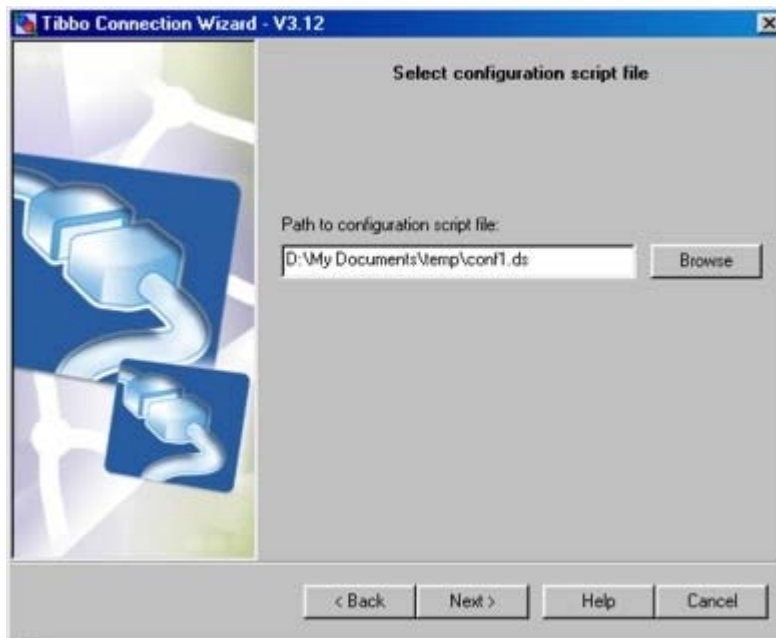 Tibbo Connection Wizard - V3.12
Select configuration script file
Path to configuration script file:
D:\My Documents\temp\conf1.ds
Browse
< Back
Next >
Help
Cancel